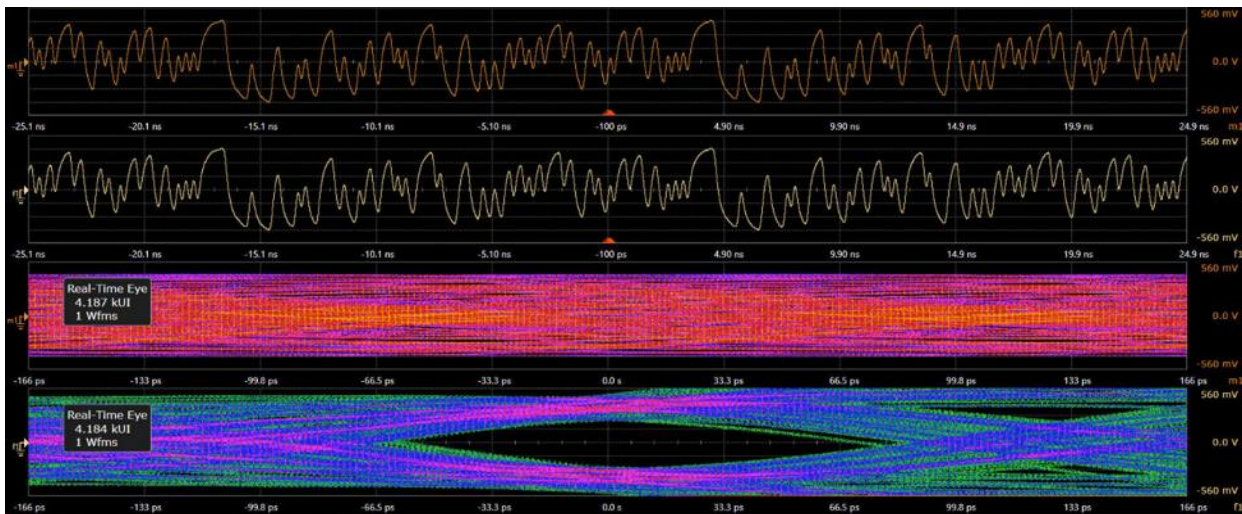 560 mV
0.0 V
-560 mV
-25.1 ns -20.1 ns -15.1 ns -10.1 ns -5.10 ns -100 ps 4.90 ns 9.90 ns 14.9 ns 19.9 ns 24.9 ns m1
560 mV
0.0 V
-560 mV
-25.1 ns -20.1 ns -15.1 ns -10.1 ns -5.10 ns -100 ps 4.90 ns 9.90 ns 14.9 ns 19.9 ns 24.9 ns f1
560 mV
Real-Time Eye
4.187 kUI
1 Wfms
0.0 V
-560 mV
-166 ps -133 ps -99.8 ps -66.5 ps -33.3 ps 0.0 s 33.3 ps 66.5 ps 99.8 ps 133 ps 166 ps m1
560 mV
Real-Time Eye
4.184 kUI
1 Wfms
0.0 V
-560 mV
-166 ps -133 ps -99.8 ps -66.5 ps -33.3 ps 0.0 s 33.3 ps 66.5 ps 99.8 ps 133 ps 166 ps f1